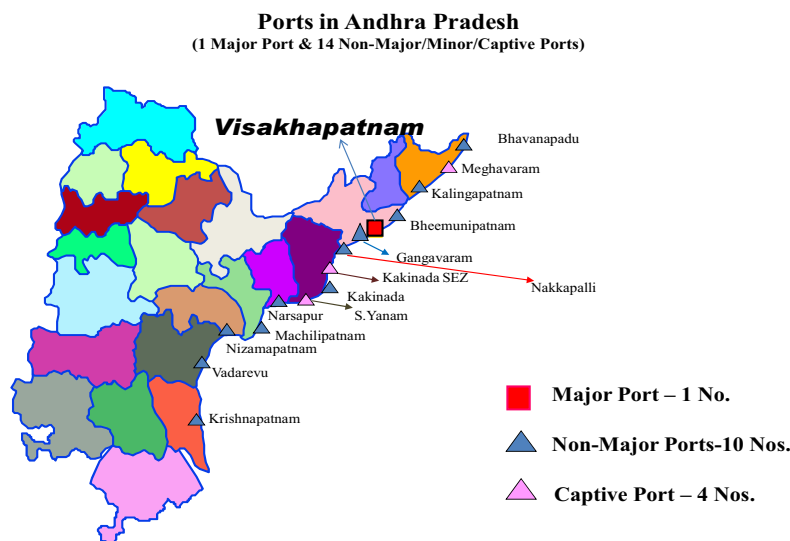 Ports in Andhra Pradesh
(1 Major Port & 14 Non-Major/Minor/Captive Ports)
Visakhapatnam
Bhavanapadu
Meghavaram
Kalingapatnam
Bheemunipatnam
Gangavaram
Kakinada SEZ
Nakkapalli
Kakinada
Narsapur
S.Yanam
Machilipatnam
Nizamapatnam
Vadarevu
Krishnapatnam
Major Port – 1 No.
Non-Major Ports-10 Nos.
Captive Port – 4 Nos.